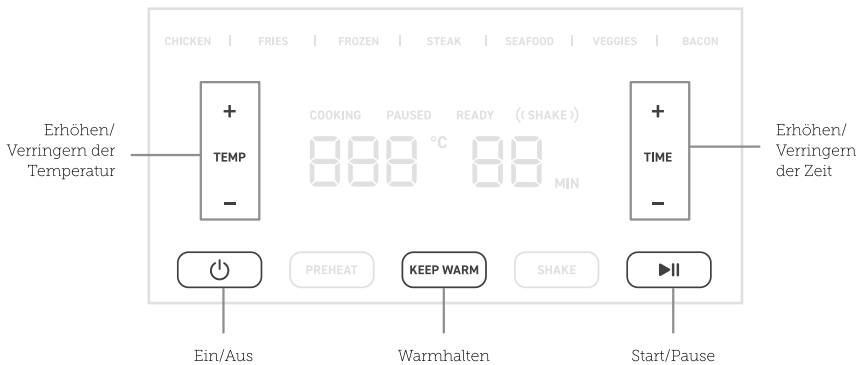 CHICKEN | FRIES | FROZEN | STEAK | SEAFOOD | VEGGIES | BACON
Erhöhen/
Verringern der
Temperatur
+
TEMP
−
COOKING PAUSED READY ((SHAKE))
888 °C 88 MIN
+
TIME
−
Erhöhen/
Verringern
der Zeit
PREHEAT KEEP WARM SHAKE
Ein/Aus Warmhalten Start/Pause